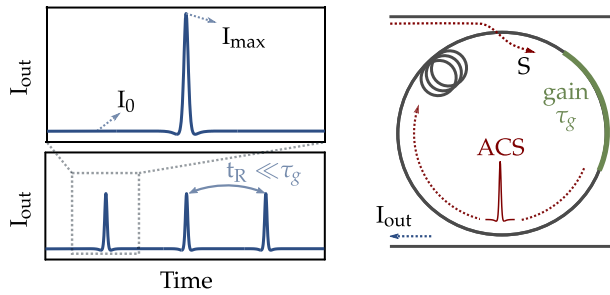 I_out
I_max
I_0
I_out
t_R ≪ τ_g
Time
S
gain
τ_g
ACS
I_out